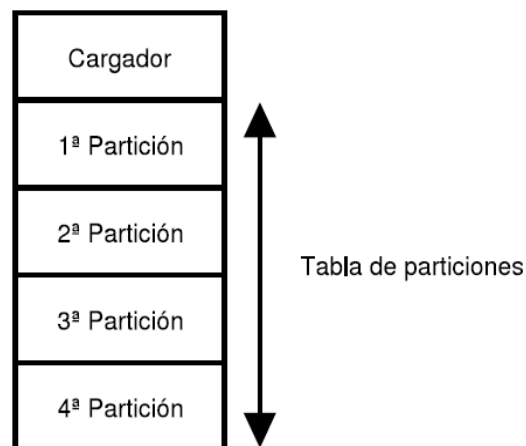 Cargador
1ª Partición
2ª Partición
3ª Partición
4ª Partición
Tabla de particiones